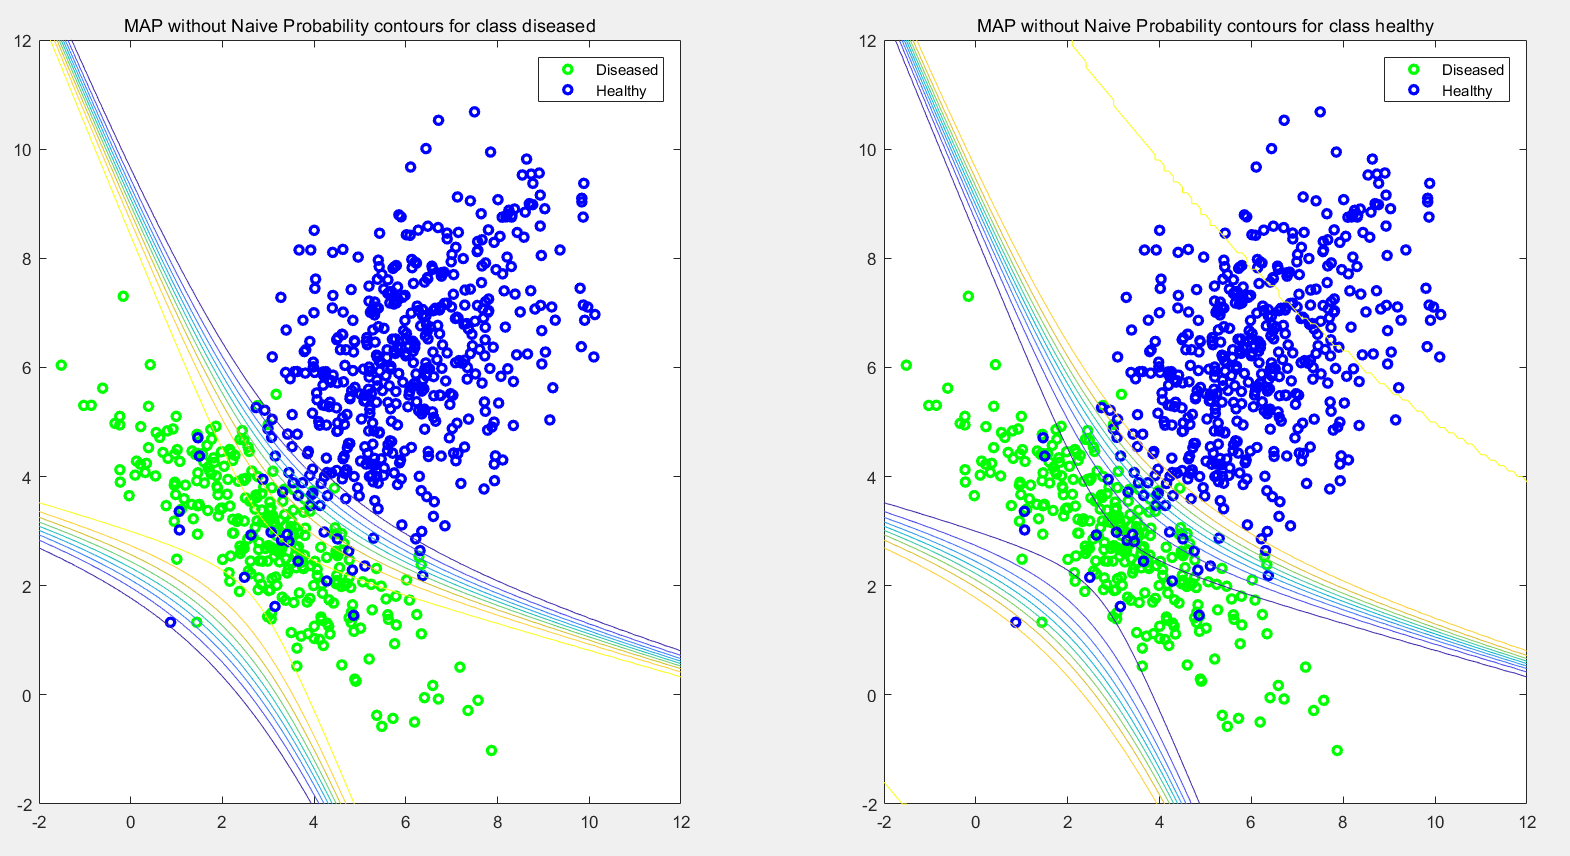 MAP without Naive Probability contours for class diseased
12
10
8
6
4
2
0
-2
-2 0 2 4 6 8 10 12
Diseased
Healthy
MAP without Naive Probability contours for class healthy
12
10
8
6
4
2
0
-2
-2 0 2 4 6 8 10 12
Diseased
Healthy